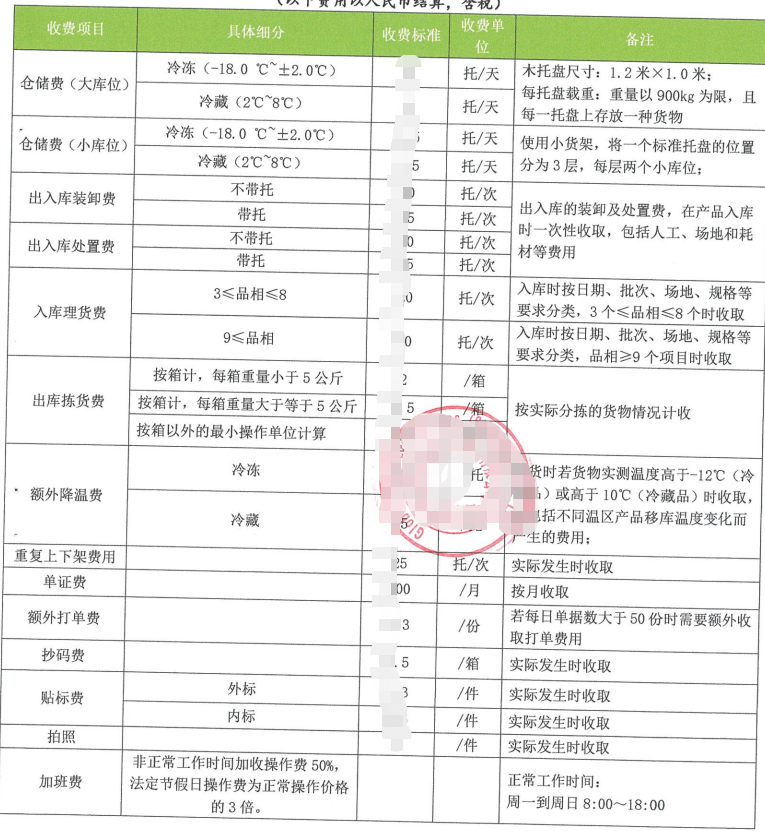 （以下费用以人民币结算，含税）
收费项目 具体细分 收费标准 收费单位 备注
仓储费（大库位） 冷冻（-18.0 ℃~±2.0℃） 托/天 木托盘尺寸：1.2 米×1.0 米；
每托盘载重：重量以 900kg 为限，且
每一托盘上存放一种货物
冷藏（2℃~8℃） 托/天
仓储费（小库位） 冷冻（-18.0 ℃~±2.0℃） 5 托/天 使用小货架，将一个标准托盘的位置
分为 3 层，每层两个小库位；
冷藏（2℃~8℃） 5 托/天
出入库装卸费 不带托 0 托/次 出入库的装卸及处置费，在产品入库
时一次性收取，包括人工、场地和耗
材等费用
带托 5 托/次
出入库处置费 不带托 0 托/次
带托 5 托/次
入库理货费 3≤品相≤8 0 托/次 入库时按日期、批次、场地、规格等
要求分类，3 个≤品相≤8 个时收取
9≤品相 0 托/次 入库时按日期、批次、场地、规格等
要求分类，品相≥9 个项目时收取
出库拣货费 按箱计，每箱重量小于 5 公斤 2 /箱 按实际分拣的货物情况计收
按箱计，每箱重量大于等于 5 公斤 5 /箱
按箱以外的最小操作单位计算
额外降温费 冷冻 托 货时若货物实测温度高于-12℃（冷
品）或高于 10℃（冷藏品）时收取，
包括不同温区产品移库温度变化而
产生的费用；
冷藏 5
重复上下架费用 25 托/次 实际发生时收取
单证费 00 /月 按月收取
额外打单费 3 /份 若每日单据数大于 50 份时需要额外收
取打单费用
抄码费 .5 /箱 实际发生时收取
贴标费 外标 3 /件 实际发生时收取
内标 /件 实际发生时收取
拍照 /件 实际发生时收取
加班费 非正常工作时间加收操作费 50%，
法定节假日操作费为正常操作价格
的 3 倍。
正常工作时间：
周一到周日 8:00～18:00